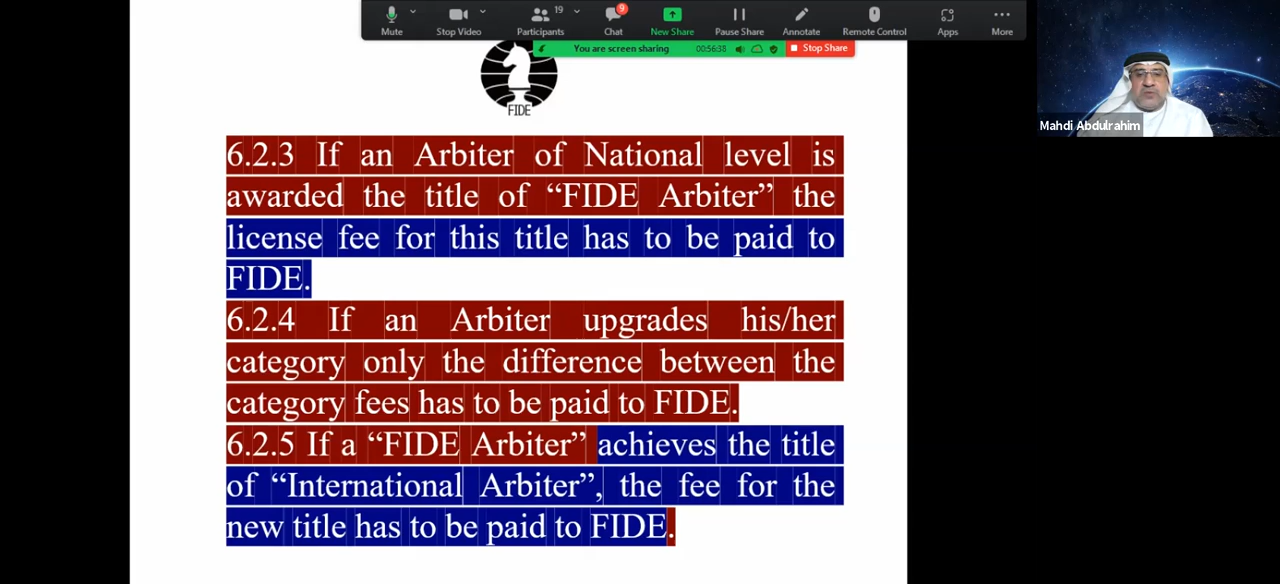 19
9
Mute
Stop Video
Participants
Chat
New Share
Pause Share
Annotate
Remote Control
Apps
More
You are screen sharing
00:56:38
Stop Share
Mahdi Abdulrahim
FIDE
6.2.3 If an Arbiter of National level is
awarded the title of “FIDE Arbiter” the
license fee for this title has to be paid to
FIDE.
6.2.4 If an Arbiter upgrades his/her
category only the difference between the
category fees has to be paid to FIDE.
6.2.5 If a “FIDE Arbiter” achieves the title
of “International Arbiter”, the fee for the
new title has to be paid to FIDE.